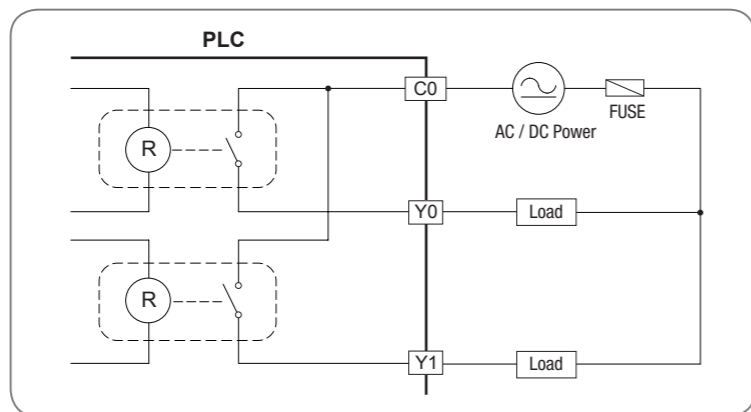 PLC
C0
AC / DC Power
FUSE
R
Y0
Load
R
Y1
Load